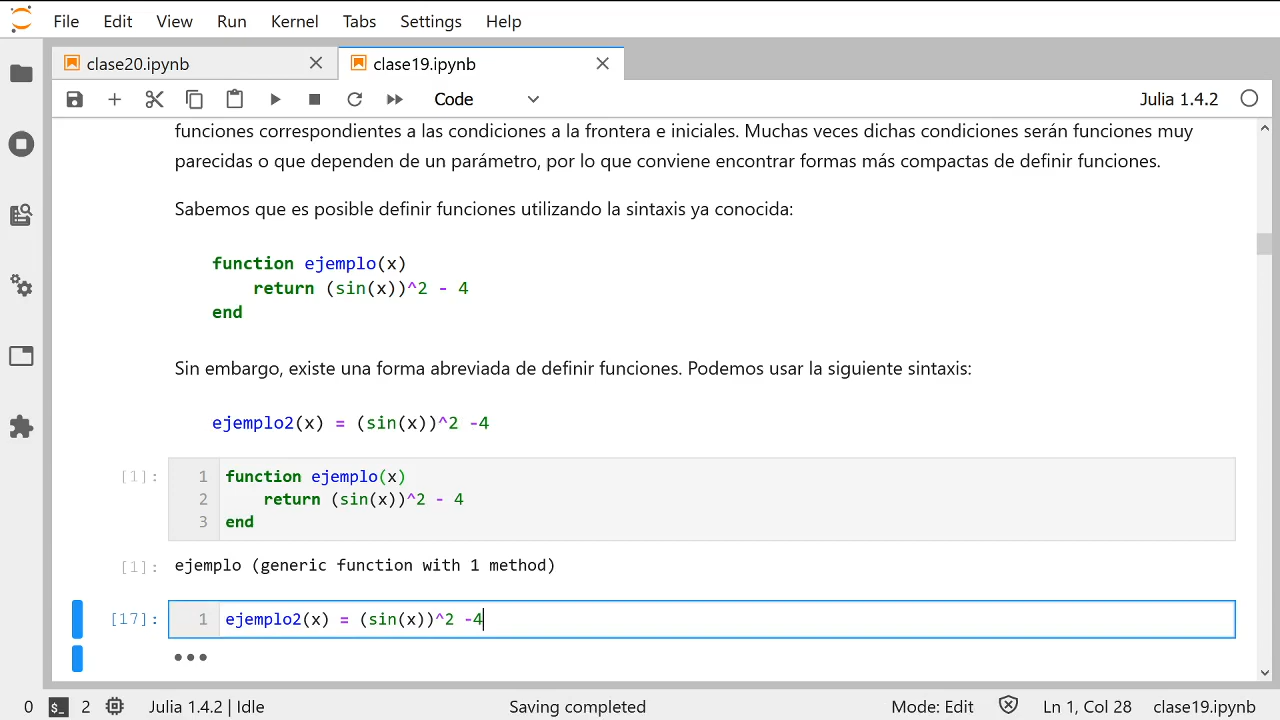 File Edit View Run Kernel Tabs Settings Help
clase20.ipynb clase19.ipynb
Code Julia 1.4.2
funciones correspondientes a las condiciones a la frontera e iniciales. Muchas veces dichas condiciones serán funciones muy
parecidas o que dependen de un parámetro, por lo que conviene encontrar formas más compactas de definir funciones.
Sabemos que es posible definir funciones utilizando la sintaxis ya conocida:
function ejemplo(x)
return (sin(x))^2 - 4
end
Sin embargo, existe una forma abreviada de definir funciones. Podemos usar la siguiente sintaxis:
ejemplo2(x) = (sin(x))^2 -4
[1]: 1 function ejemplo(x)
2 return (sin(x))^2 - 4
3 end
[1]: ejemplo (generic function with 1 method)
[17]: 1 ejemplo2(x) = (sin(x))^2 -4
0 $_ 2 Julia 1.4.2 | Idle Saving completed Mode: Edit Ln 1, Col 28 clase19.ipynb